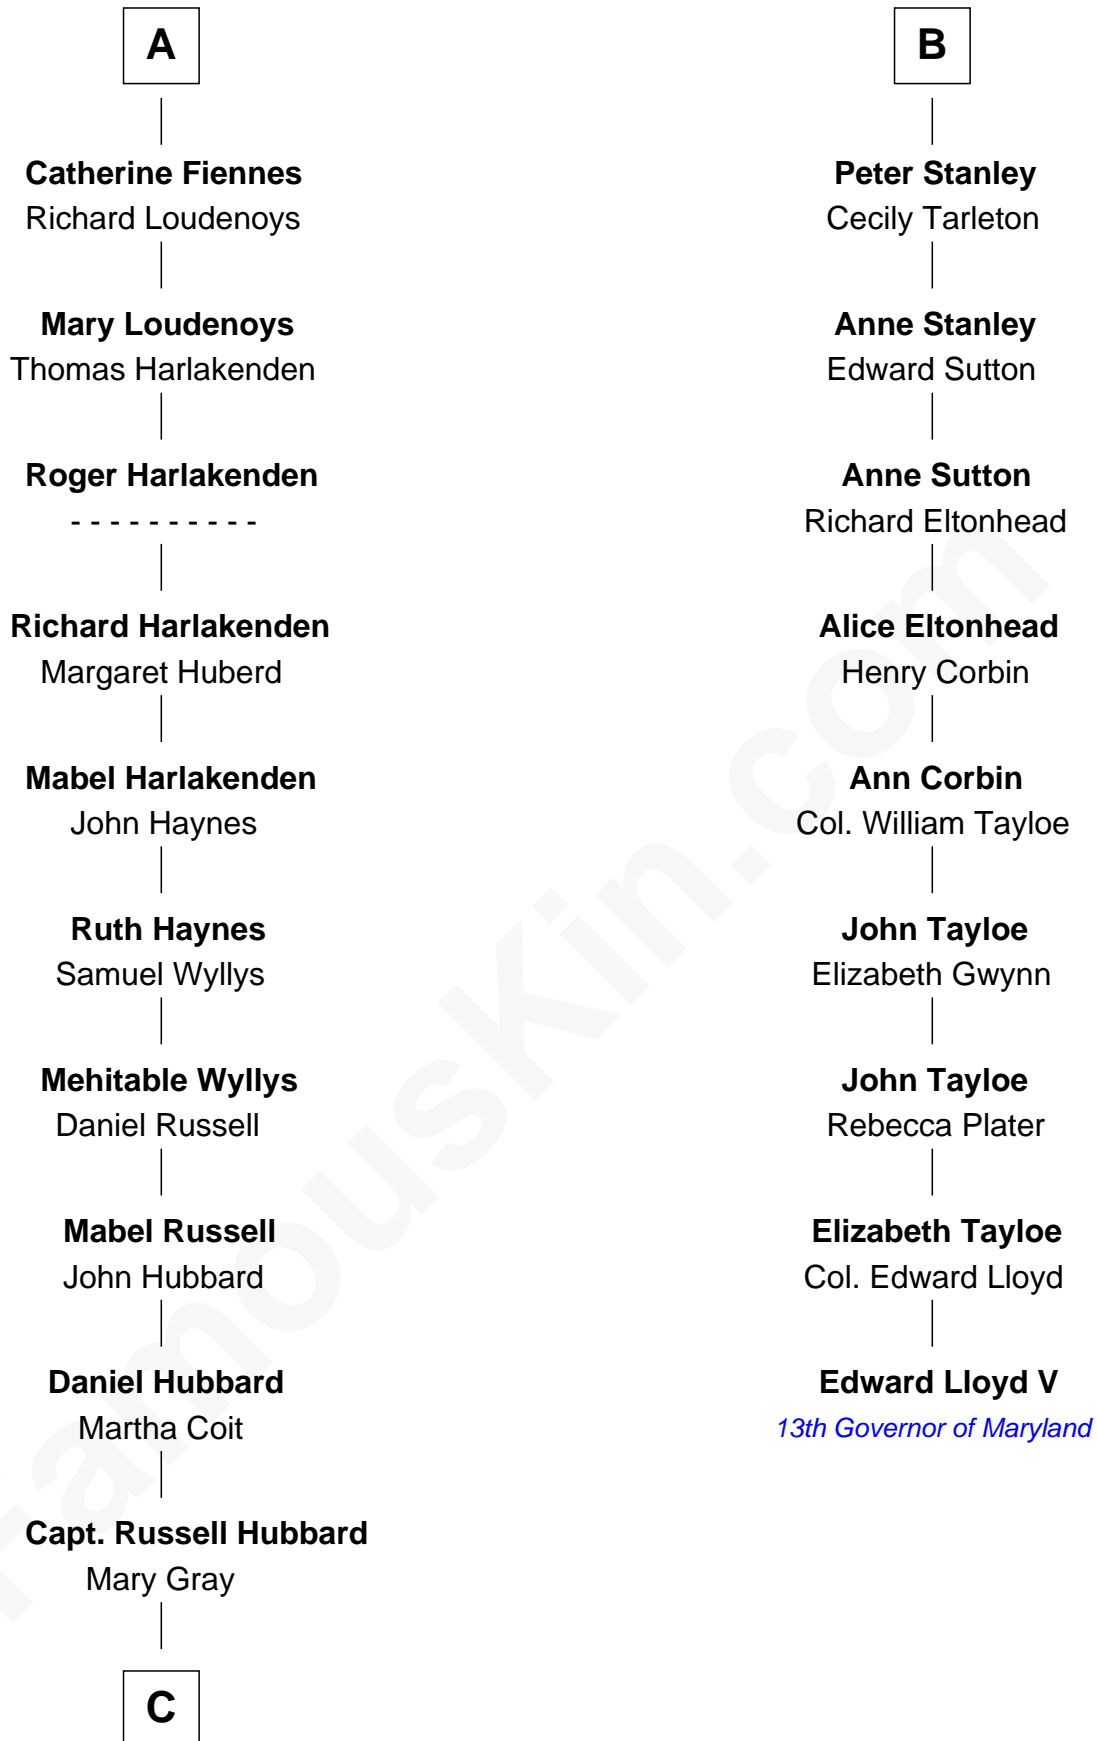 A
Catherine Fiennes
Richard Loudenoys
Mary Loudenoys
Thomas Harlakenden
Roger Harlakenden
- - - - - - - - - -
Richard Harlakenden
Margaret Huberd
Mabel Harlakenden
John Haynes
Ruth Haynes
Samuel Wyllys
Mehitable Wyllys
Daniel Russell
Mabel Russell
John Hubbard
Daniel Hubbard
Martha Coit
Capt. Russell Hubbard
Mary Gray
C
B
Peter Stanley
Cecily Tarleton
Anne Stanley
Edward Sutton
Anne Sutton
Richard Eltonhead
Alice Eltonhead
Henry Corbin
Ann Corbin
Col. William Tayloe
John Tayloe
Elizabeth Gwynn
John Tayloe
Rebecca Plater
Elizabeth Tayloe
Col. Edward Lloyd
Edward Lloyd V
13th Governor of Maryland
FamousKin.com